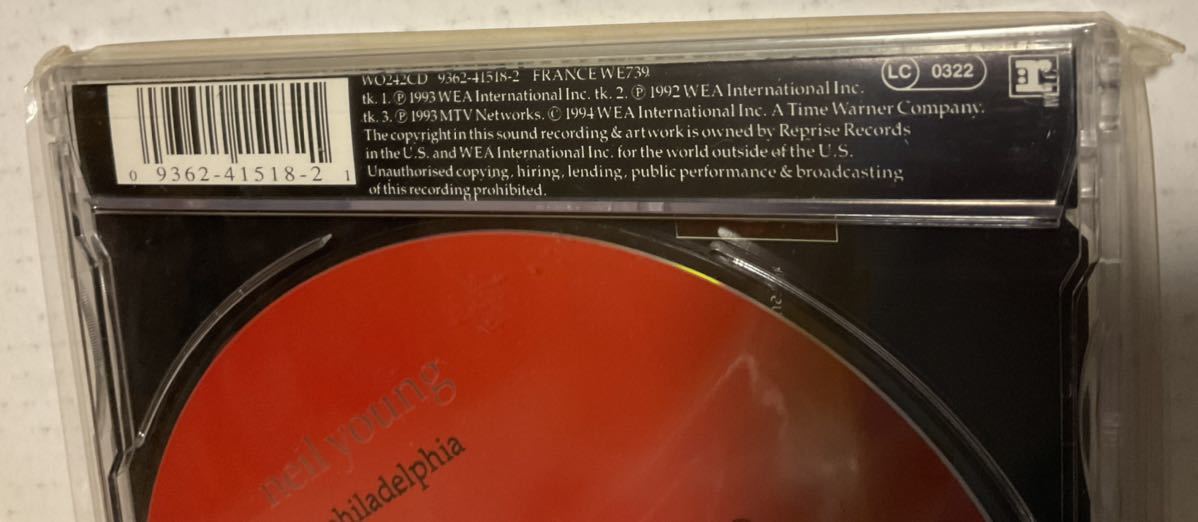 WO242CD 9362-41518-2 FRANCE WE739
tk. 1. ℗ 1993 WEA International Inc. tk. 2. ℗ 1992 WEA International Inc.
tk. 3. ℗ 1993 MTV Networks. © 1994 WEA International Inc. A Time Warner Company.
The copyright in this sound recording & artwork is owned by Reprise Records
in the U.S. and WEA International Inc. for the world outside of the U.S.
Unauthorised copying, hiring, lending, public performance & broadcasting
of this recording prohibited.
LC 0322
0 9362-41518-2 1
neil young
philadelphia